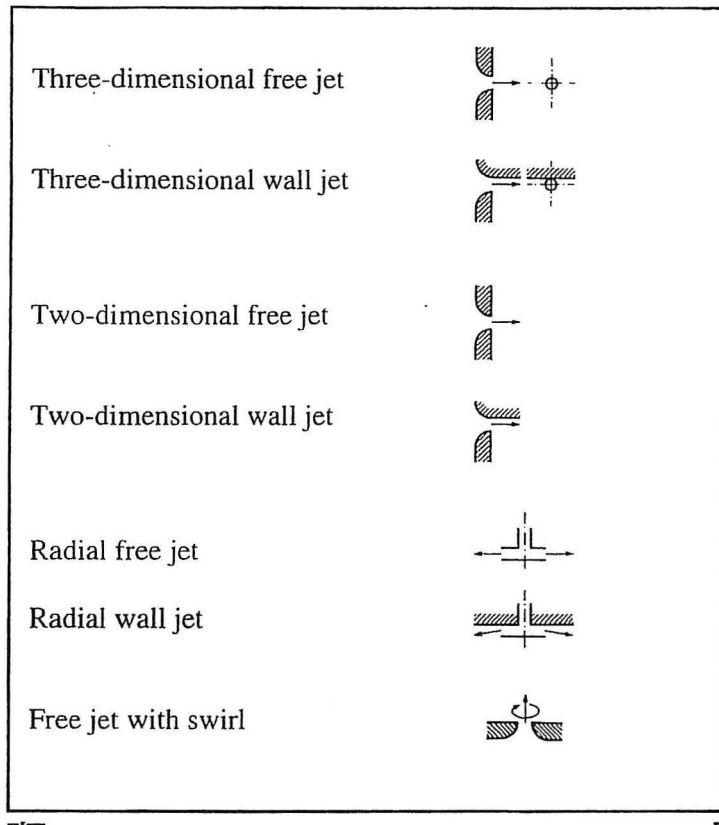 Three-dimensional free jet
Three-dimensional wall jet
Two-dimensional free jet
Two-dimensional wall jet
Radial free jet
Radial wall jet
Free jet with swirl